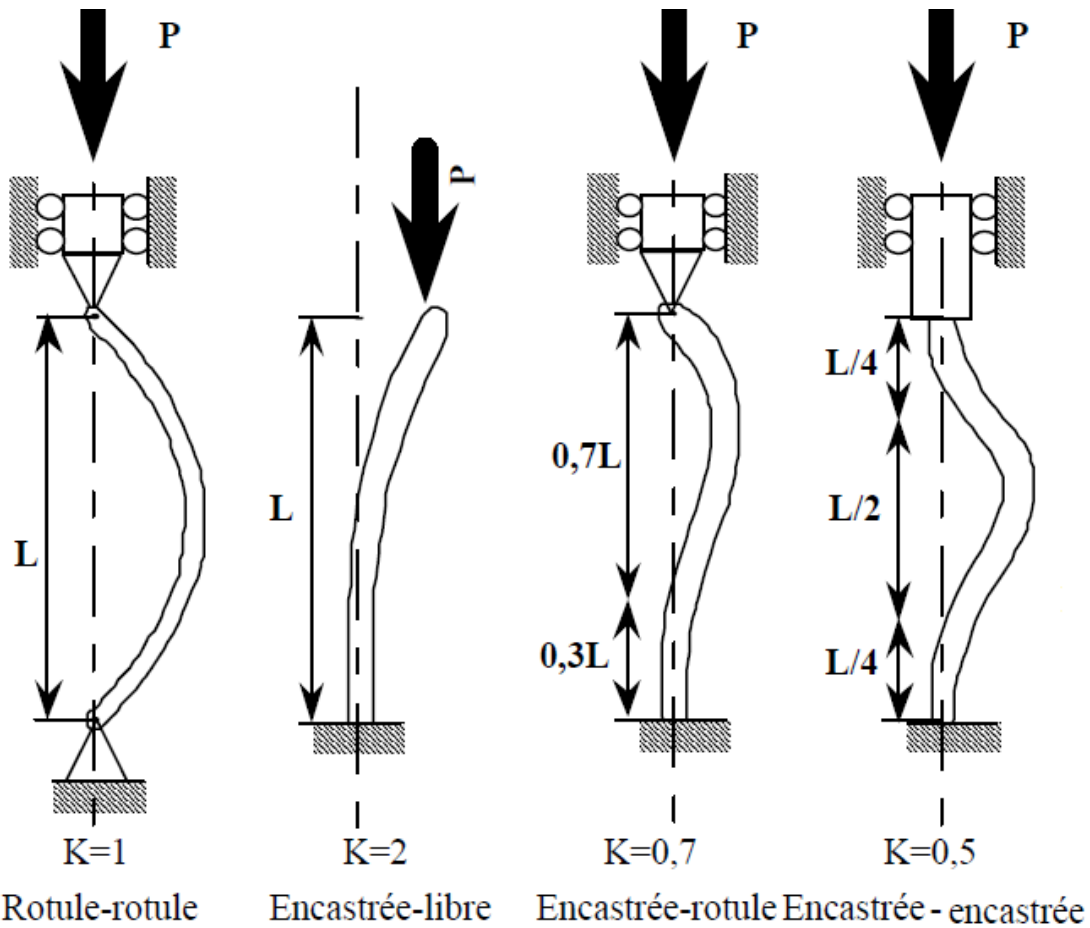 P
P
P
P
L
L
0,7L
0,3L
L/4
L/2
L/4
K=1
K=2
K=0,7
K=0,5
Rotule-rotule
Encastrée-libre
Encastrée-rotule
Encastrée - encastrée